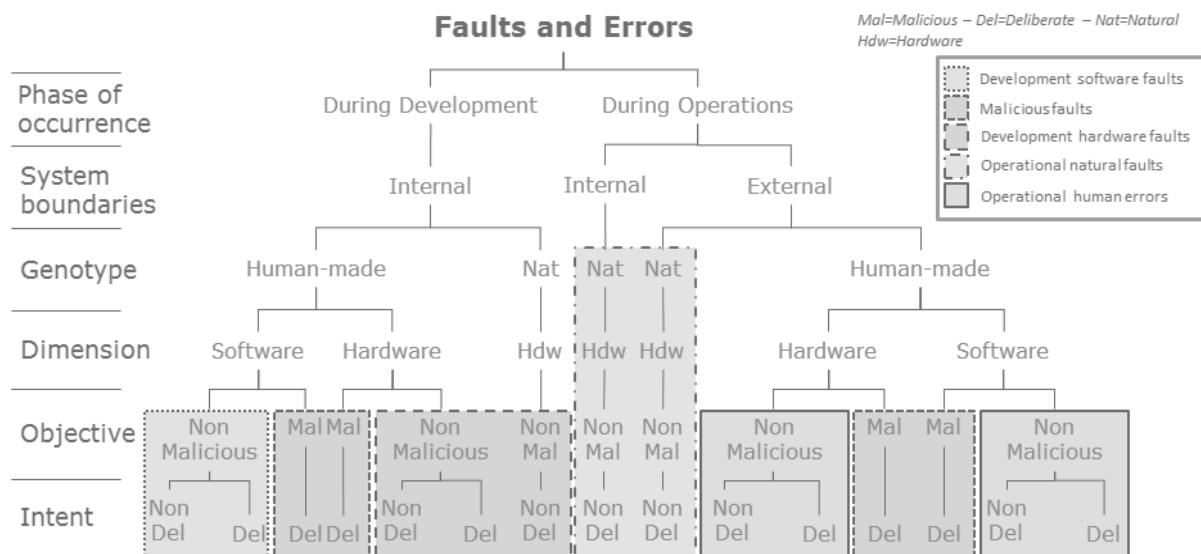 Faults and Errors
Mal=Malicious – Del=Deliberate – Nat=Natural
Hdw=Hardware
Development software faults
Malicious faults
Development hardware faults
Operational natural faults
Operational human errors
Phase of
occurrence
During Development
During Operations
System
boundaries
Internal
Internal
External
Genotype
Human-made
Nat
Nat
Nat
Human-made
Dimension
Software
Hardware
Hdw
Hdw
Hdw
Hardware
Software
Objective
Non
Malicious
Mal
Mal
Non
Malicious
Non
Mal
Non
Mal
Non
Mal
Non
Malicious
Mal
Mal
Non
Malicious
Intent
Non
Del
Del
Del
Del
Non
Del
Del
Non
Del
Non
Del
Non
Del
Non
Del
Del
Del
Del
Non
Del
Del